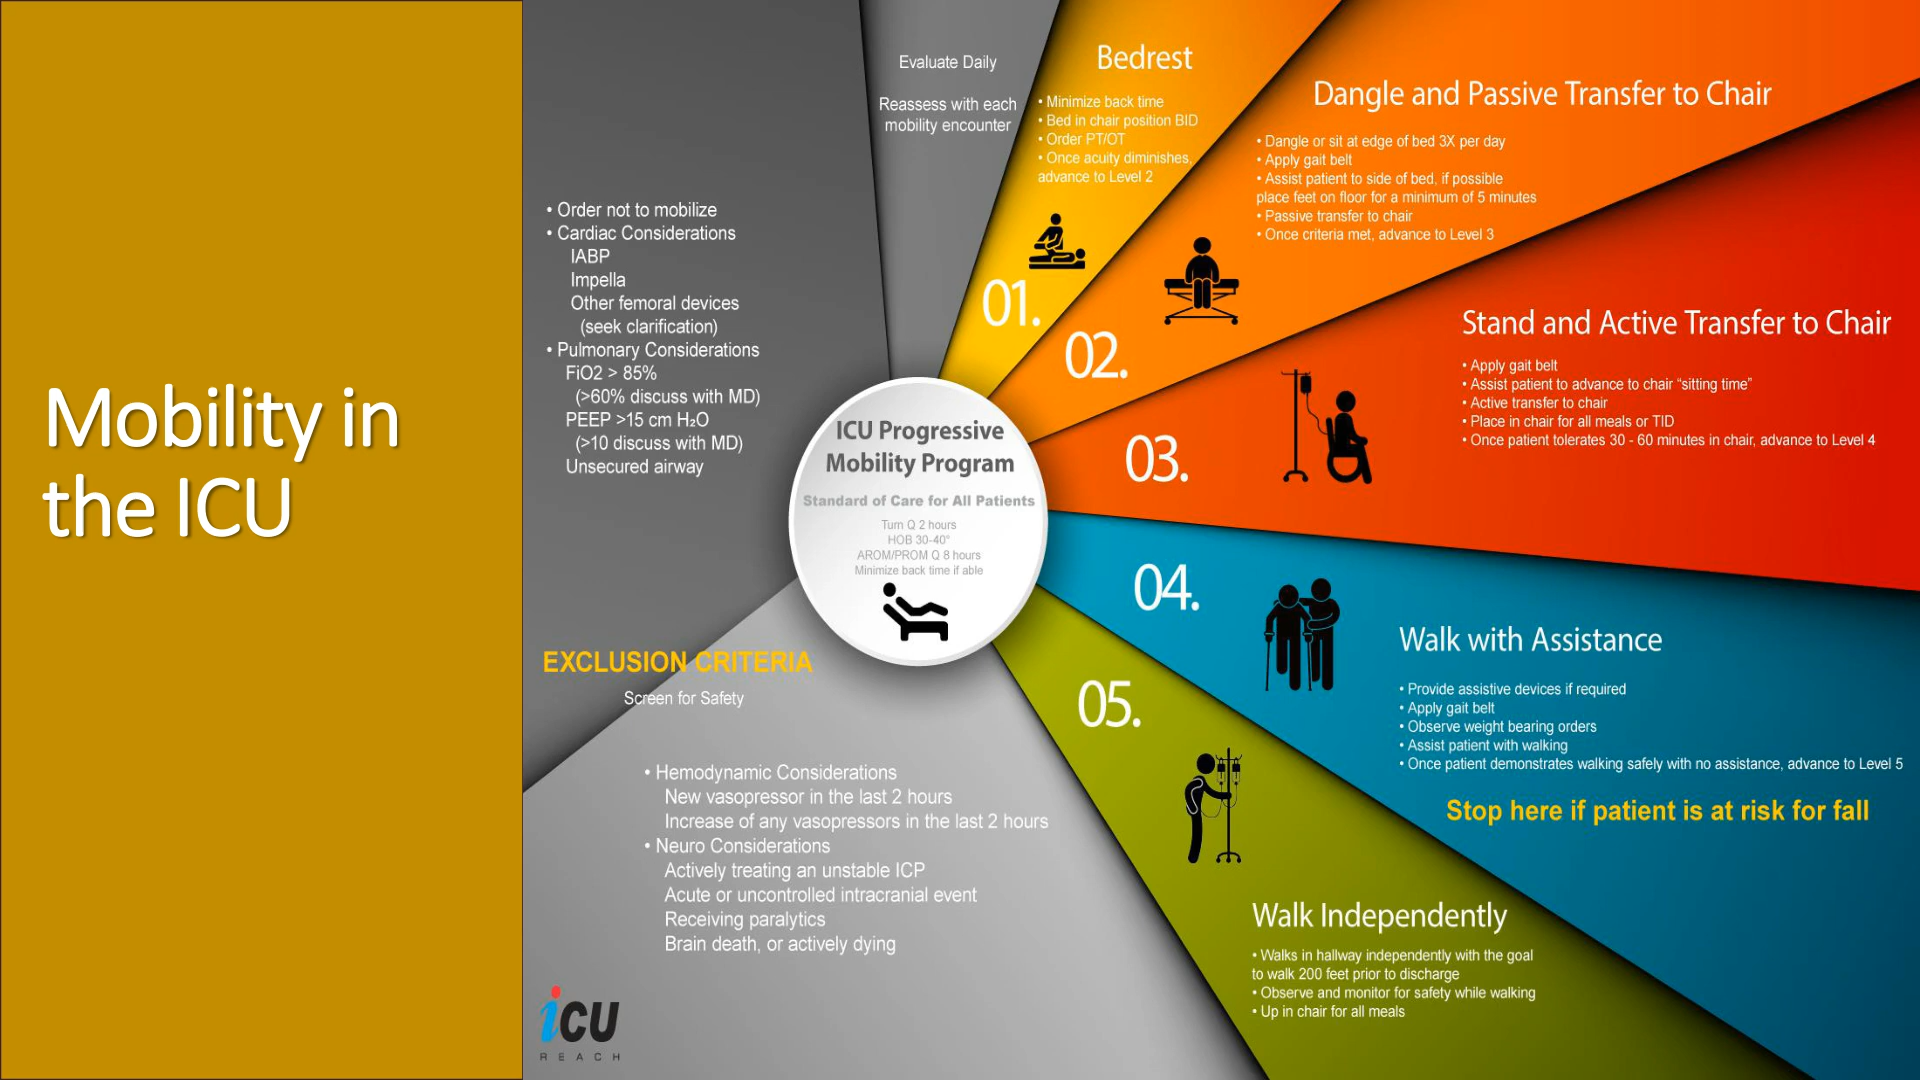 Mobility in
the ICU
Evaluate Daily
Reassess with each
mobility encounter
• Order not to mobilize
• Cardiac Considerations
IABP
Impella
Other femoral devices
(seek clarification)
• Pulmonary Considerations
FiO2 > 85%
(>60% discuss with MD)
PEEP >15 cm H₂O
(>10 discuss with MD)
Unsecured airway
EXCLUSION CRITERIA
Screen for Safety
• Hemodynamic Considerations
New vasopressor in the last 2 hours
Increase of any vasopressors in the last 2 hours
• Neuro Considerations
Actively treating an unstable ICP
Acute or uncontrolled intracranial event
Receiving paralytics
Brain death, or actively dying
iCU
REACH
ICU Progressive
Mobility Program
Standard of Care for All Patients
Turn Q 2 hours
HOB 30-40°
AROM/PROM Q 8 hours
Minimize back time if able
Bedrest
• Minimize back time
• Bed in chair position BID
• Order PT/OT
• Once acuity diminishes,
advance to Level 2
01.
Dangle and Passive Transfer to Chair
• Dangle or sit at edge of bed 3X per day
• Apply gait belt
• Assist patient to side of bed, if possible
place feet on floor for a minimum of 5 minutes
• Passive transfer to chair
• Once criteria met, advance to Level 3
02.
Stand and Active Transfer to Chair
• Apply gait belt
• Assist patient to advance to chair “sitting time”
• Active transfer to chair
• Place in chair for all meals or TID
• Once patient tolerates 30 - 60 minutes in chair, advance to Level 4
03.
04.
Walk with Assistance
• Provide assistive devices if required
• Apply gait belt
• Observe weight bearing orders
• Assist patient with walking
• Once patient demonstrates walking safely with no assistance, advance to Level 5
Stop here if patient is at risk for fall
05.
Walk Independently
• Walks in hallway independently with the goal
to walk 200 feet prior to discharge
• Observe and monitor for safety while walking
• Up in chair for all meals